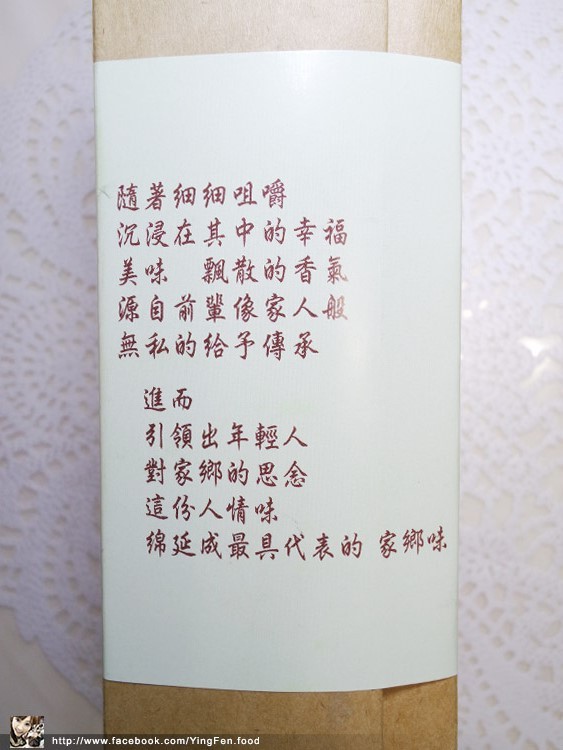 隨著細細咀嚼
沉浸在其中的幸福
美味 飄散的香氣
源自前輩像家人般
無私的給予傳承
進而
引領出年輕人
對家鄉的思念
這份人情味
綿延成最具代表的 家鄉味
http://www.facebook.com/YingFen.food